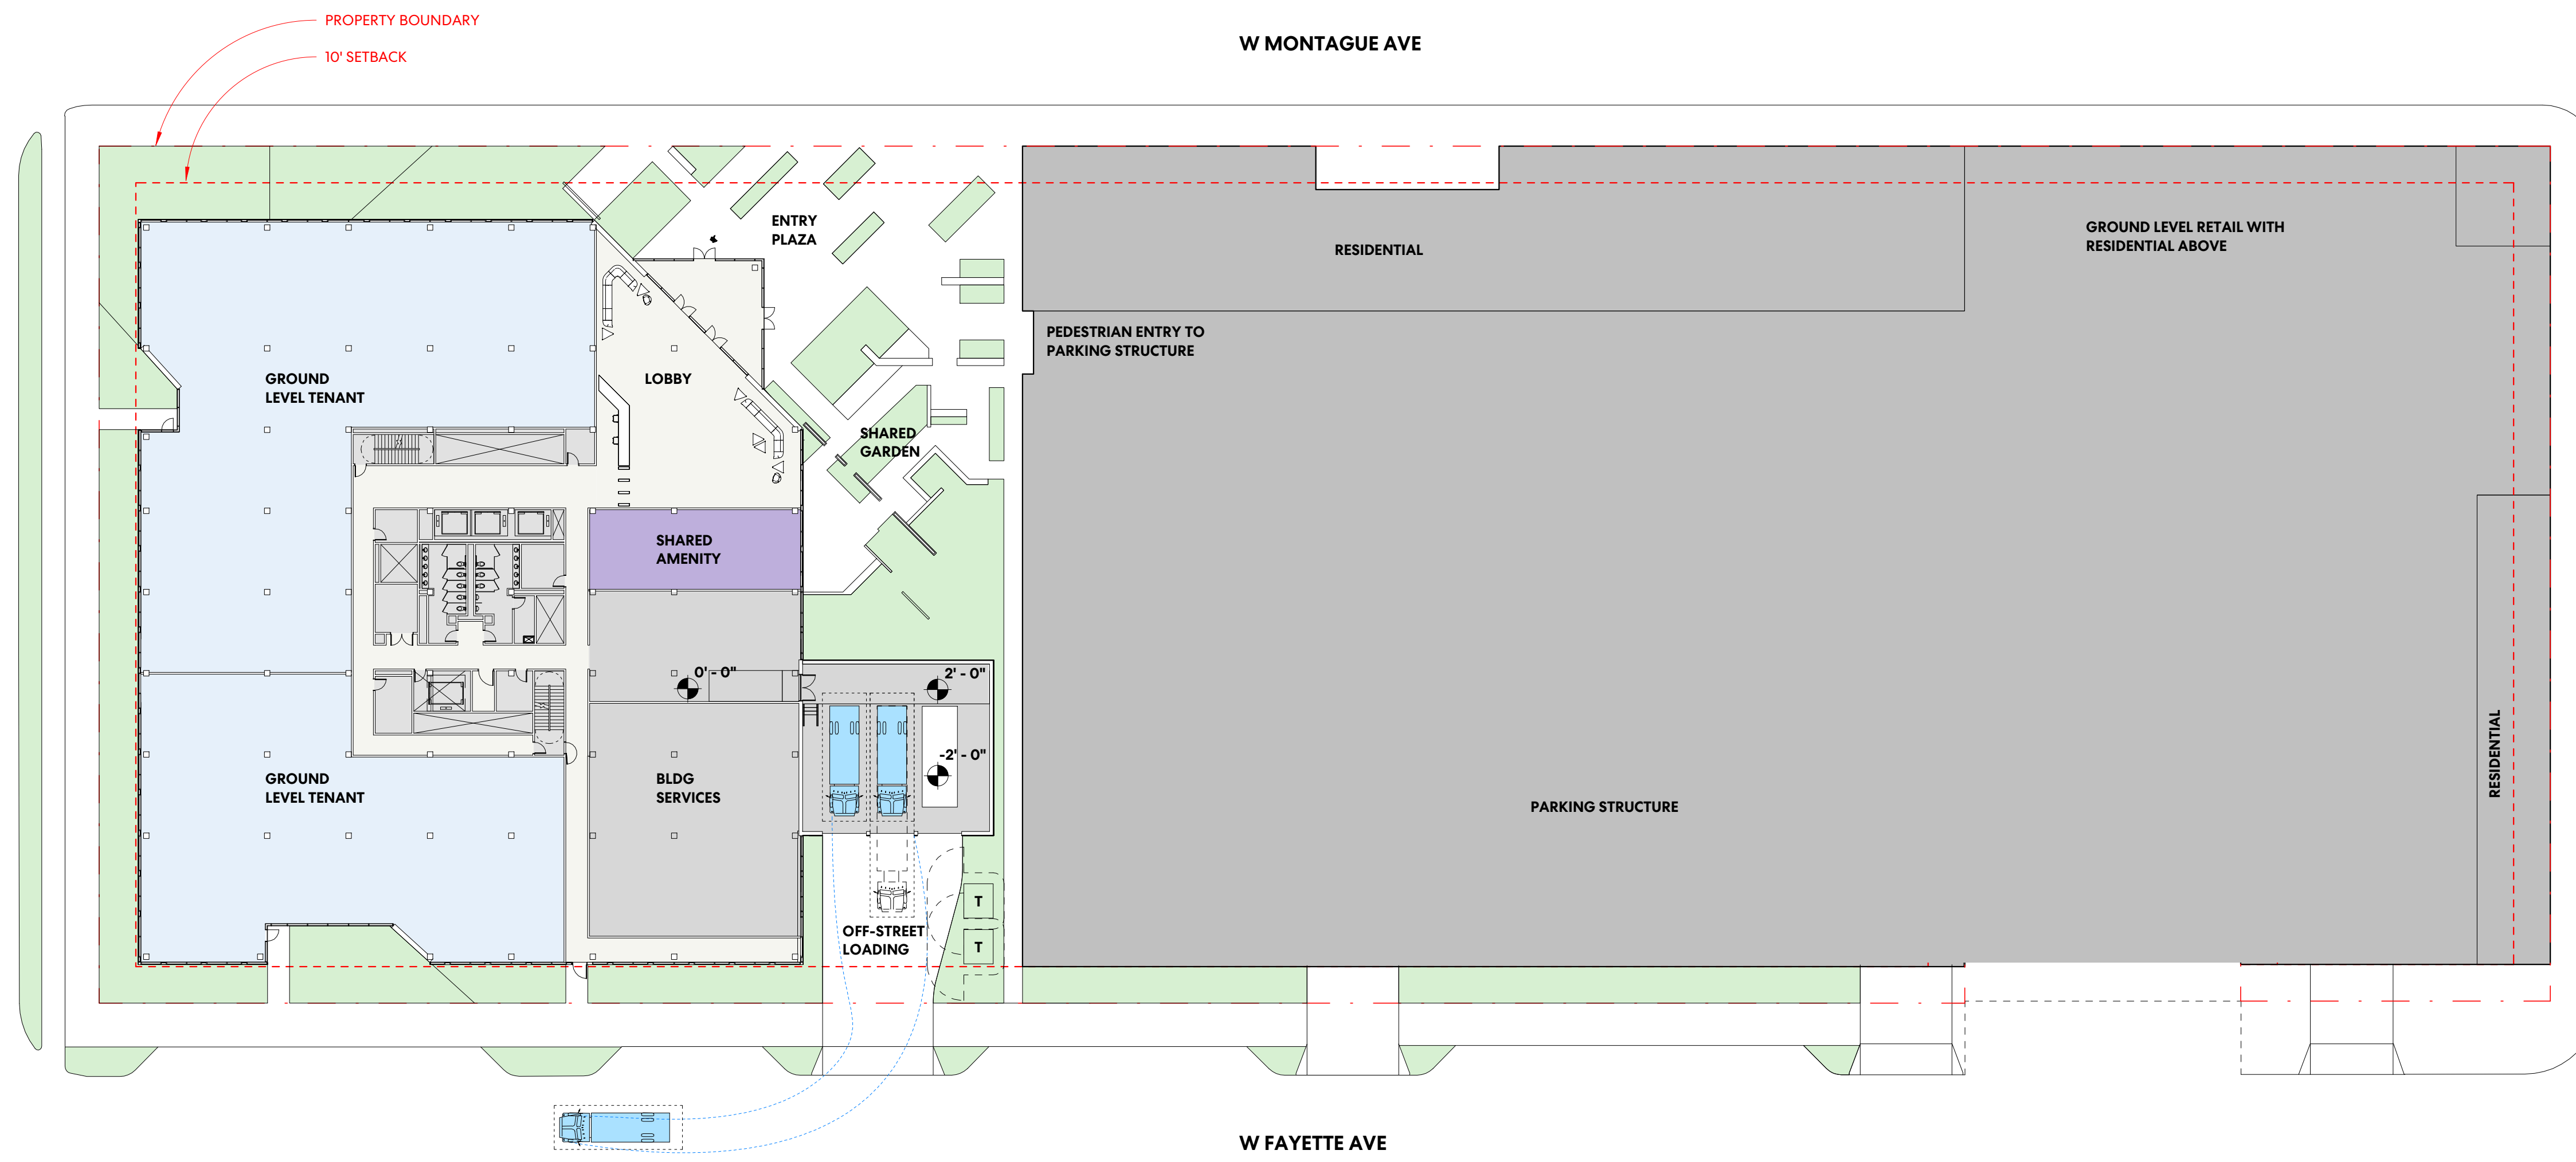 PROPERTY BOUNDARY
10' SETBACK
W MONTAGUE AVE
ENTRY
PLAZA
RESIDENTIAL
GROUND LEVEL RETAIL WITH
RESIDENTIAL ABOVE
PEDESTRIAN ENTRY TO
PARKING STRUCTURE
GROUND
LEVEL TENANT
LOBBY
SHARED
GARDEN
SHARED
AMENITY
0' - 0"
2' - 0"
-2' - 0"
GROUND
LEVEL TENANT
BLDG
SERVICES
PARKING STRUCTURE
RESIDENTIAL
T
T
OFF-STREET
LOADING
W FAYETTE AVE